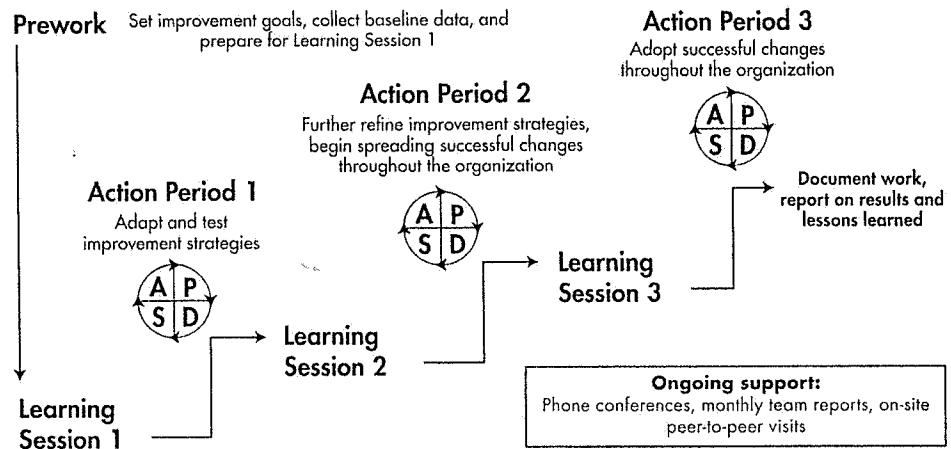 Prework
Set improvement goals, collect baseline data, and
prepare for Learning Session 1
Action Period 3
Adopt successful changes
throughout the organization
A P
S D
Action Period 2
Further refine improvement strategies,
begin spreading successful changes
throughout the organization
A P
S D
Action Period 1
Adapt and test
improvement strategies
A P
S D
Document work,
report on results and
lessons learned
Learning
Session 3
Learning
Session 2
Learning
Session 1
Ongoing support:
Phone conferences, monthly team reports, on-site
peer-to-peer visits